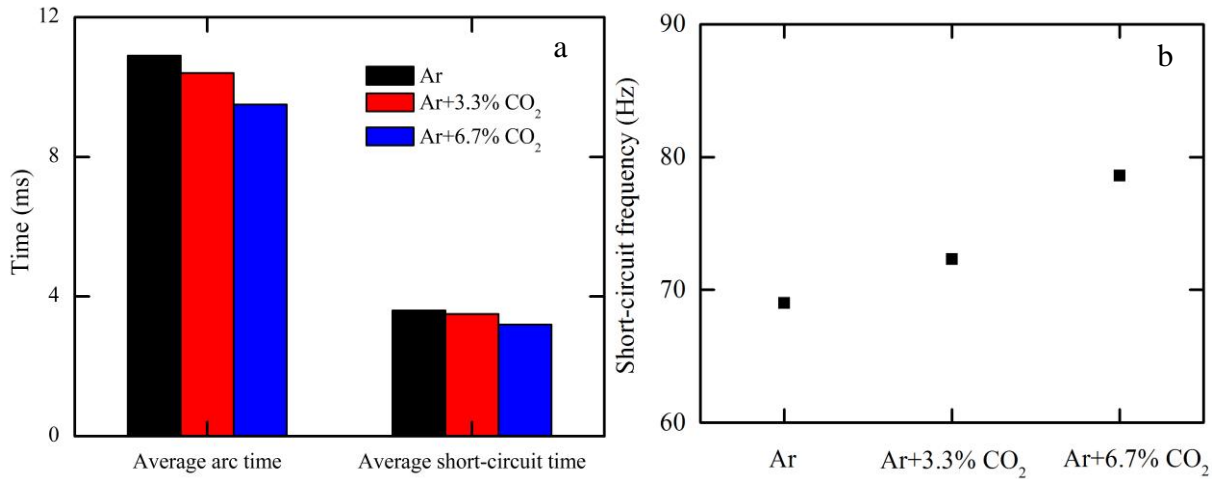 12
8
4
0
Time (ms)
a
Ar
Ar+3.3% CO₂
Ar+6.7% CO₂
Average arc time
Average short-circuit time
90
80
70
60
Short-circuit frequency (Hz)
b
Ar
Ar+3.3% CO₂
Ar+6.7% CO₂